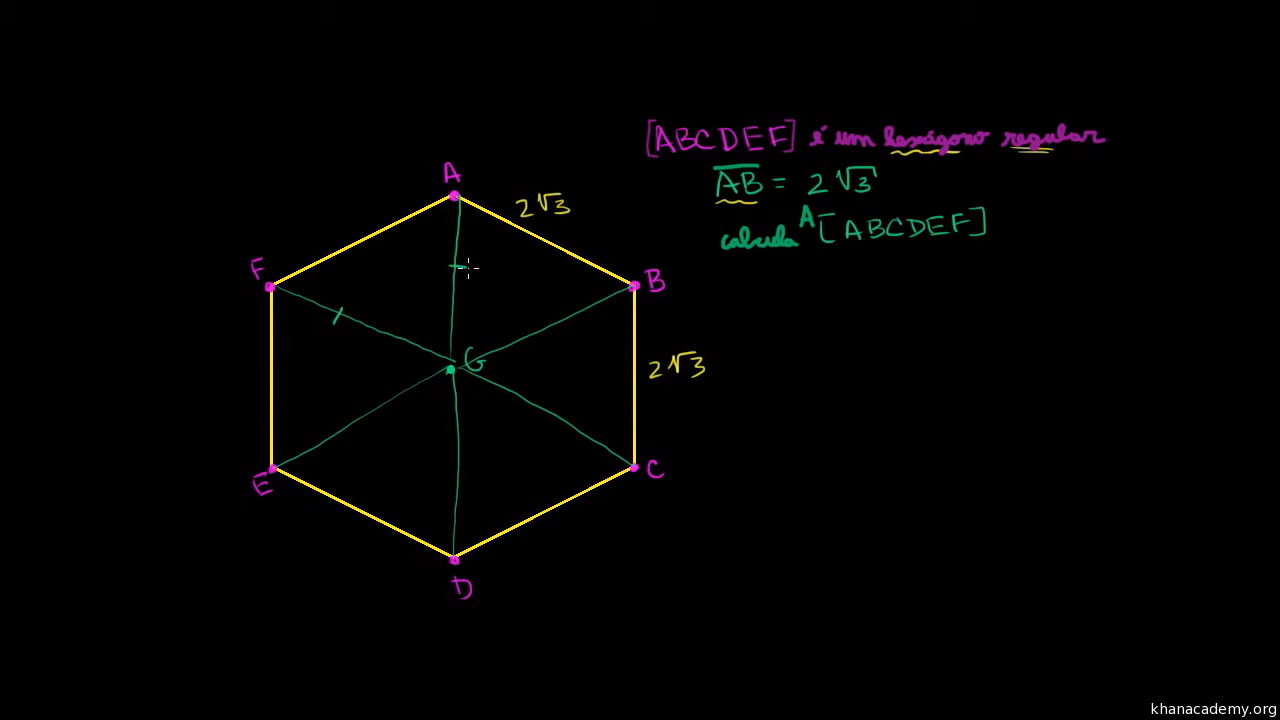 [ABCDEF] é um hexágono regular
AB = 2√3
calcula A[ABCDEF]
A
2√3
F
B
G
2√3
E
C
D
khanacademy.org